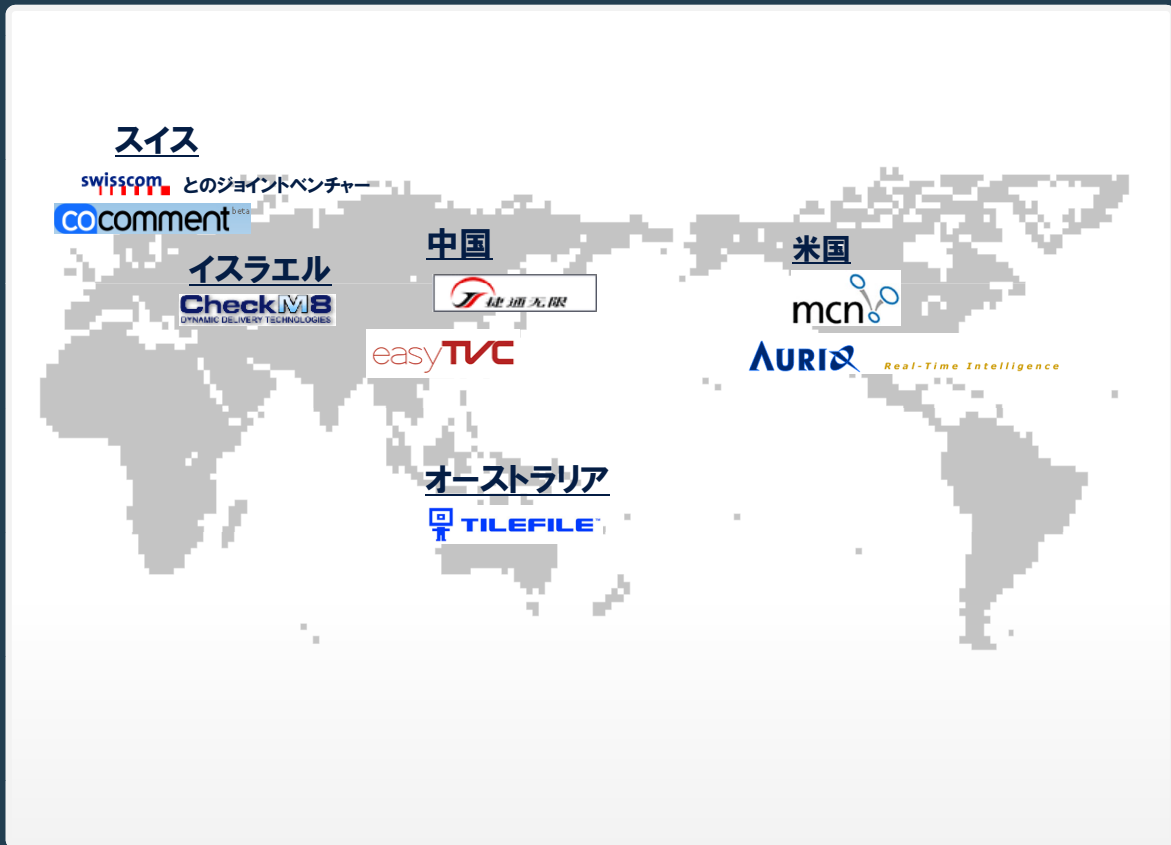 スイス
swisscom とのジョイントベンチャー
cocomment beta
イスラエル
CheckM8
DYNAMIC DELIVERY TECHNOLOGIES
中国
捷通无限
easyTVC
米国
mcn
AURIQ Real-Time Intelligence
オーストラリア
TILEFILE™